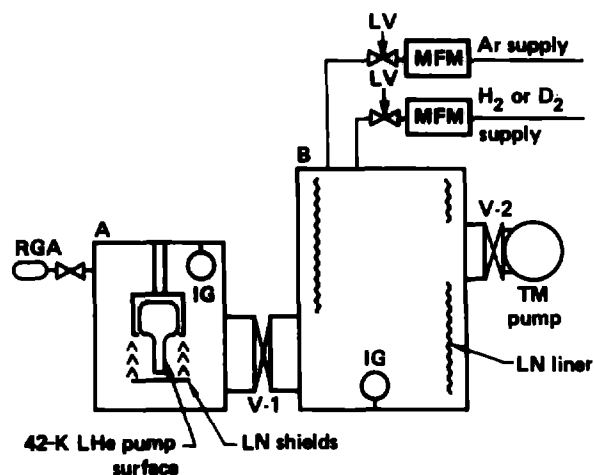 LV
MFM
Ar supply
LV
MFM
H2 or D2
supply
B
A
V-2
RGA
IG
TM
pump
IG
LN liner
V-1
42-K LHe pump
surface
LN shields